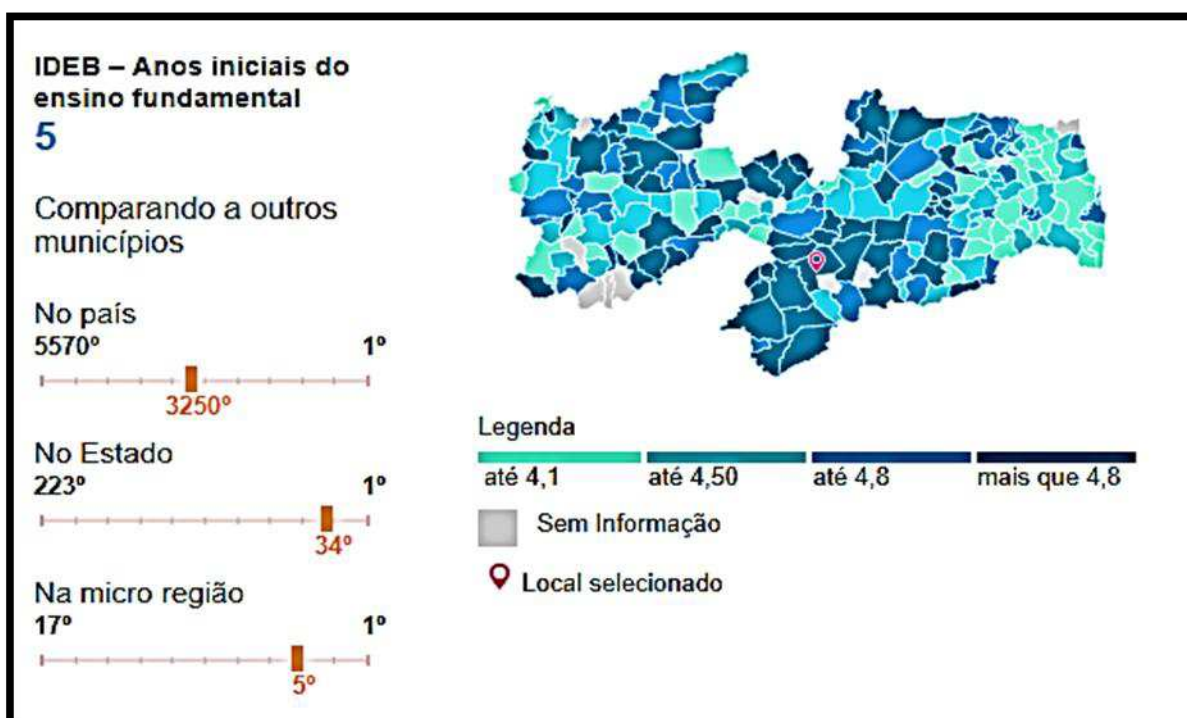 IDEB – Anos iniciais do
ensino fundamental
5
Comparando a outros
municípios
No país
5570º 1º
3250º
No Estado
223º 1º
34º
Na micro região
17º 1º
5º
Legenda
até 4,1 até 4,50 até 4,8 mais que 4,8
Sem Informação
Local selecionado